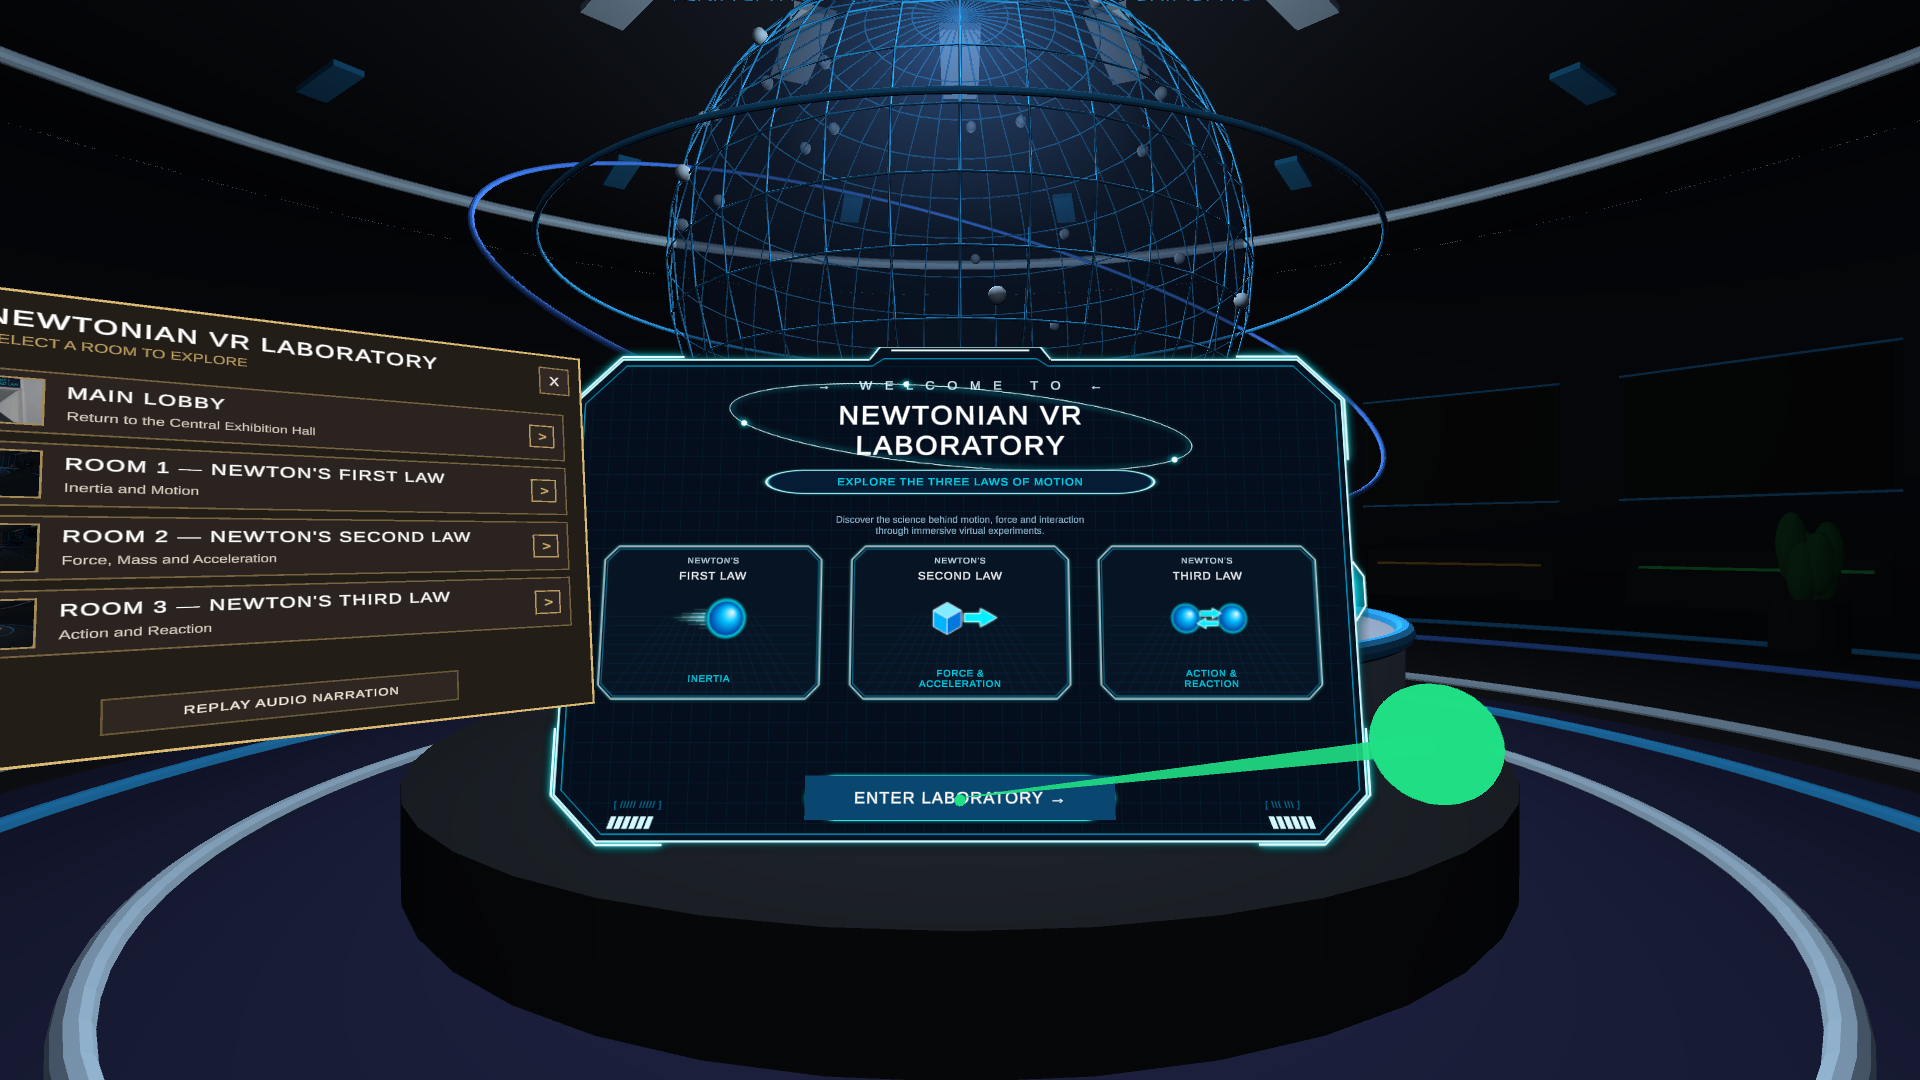 NEWTONIAN VR LABORATORY
ELECT A ROOM TO EXPLORE
X
MAIN LOBBY
Return to the Central Exhibition Hall
>
ROOM 1 — NEWTON'S FIRST LAW
Inertia and Motion
>
ROOM 2 — NEWTON'S SECOND LAW
Force, Mass and Acceleration
>
ROOM 3 — NEWTON'S THIRD LAW
Action and Reaction
>
REPLAY AUDIO NARRATION
→ WELCOME TO ←
NEWTONIAN VR
LABORATORY
EXPLORE THE THREE LAWS OF MOTION
Discover the science behind motion, force and interaction
through immersive virtual experiments.
NEWTON'S
FIRST LAW
INERTIA
NEWTON'S
SECOND LAW
FORCE &
ACCELERATION
NEWTON'S
THIRD LAW
ACTION &
REACTION
ENTER LABORATORY →
[ ///// ///// ]
[ \\\ \\\ ]